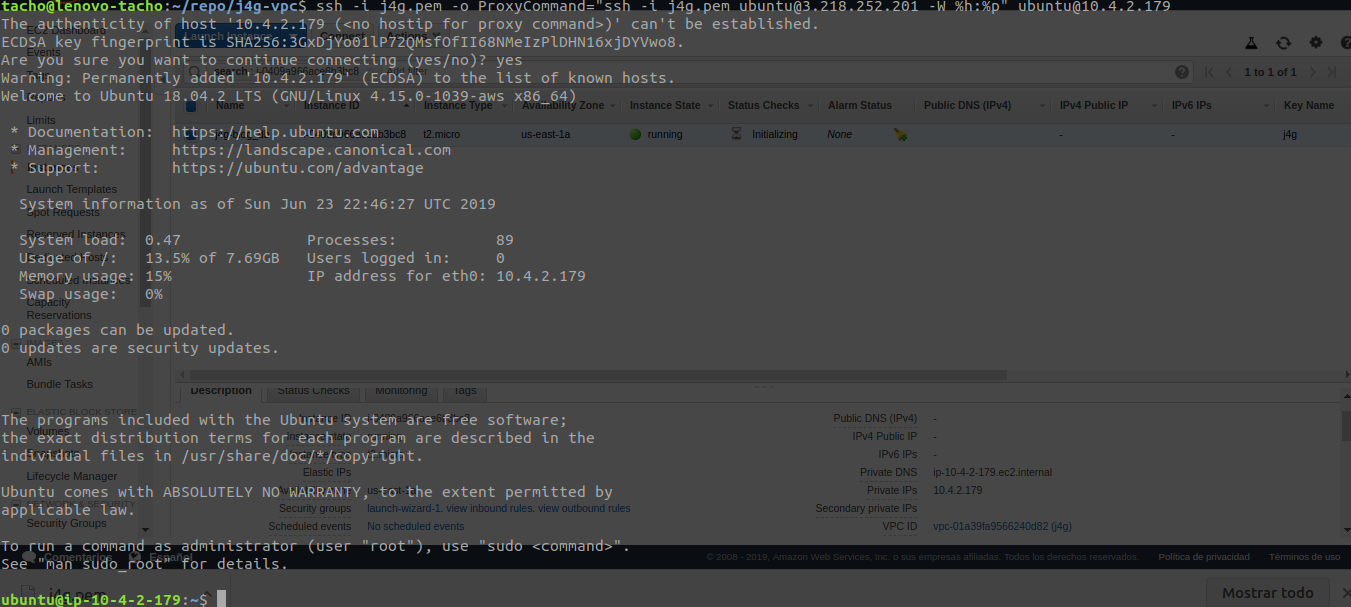 tacho@lenovo-tacho:~/repo/j4g-vpc$ ssh -i j4g.pem -o ProxyCommand="ssh -i j4g.pem ubuntu@3.218.252.201 -W %h:%p" ubuntu@10.4.2.179
The authenticity of host '10.4.2.179 (<no hostip for proxy command>)' can't be established.
ECDSA key fingerprint is SHA256:3GxDjYo01lP72QMsfOfII68NMeIzPlDHN16xjDYVwo8.
Are you sure you want to continue connecting (yes/no)? yes
Warning: Permanently added '10.4.2.179' (ECDSA) to the list of known hosts.
Welcome to Ubuntu 18.04.2 LTS (GNU/Linux 4.15.0-1039-aws x86_64)
* Documentation: https://help.ubuntu.com
* Management: https://landscape.canonical.com
* Support: https://ubuntu.com/advantage
System information as of Sun Jun 23 22:46:27 UTC 2019
System load: 0.47 Processes: 89
Usage of /: 13.5% of 7.69GB Users logged in: 0
Memory usage: 15% IP address for eth0: 10.4.2.179
Swap usage: 0%
0 packages can be updated.
0 updates are security updates.
The programs included with the Ubuntu system are free software;
the exact distribution terms for each program are described in the
individual files in /usr/share/doc/*/copyright.
Ubuntu comes with ABSOLUTELY NO WARRANTY, to the extent permitted by
applicable law.
To run a command as administrator (user "root"), use "sudo <command>".
See "man sudo_root" for details.
ubuntu@ip-10-4-2-179:~$
EC2 Dashboard
Events
Limits
Launch Templates
Spot Requests
Reserved Instances
Capacity
Reservations
AMIs
Bundle Tasks
ELASTIC BLOCK STORE
Volumes
Lifecycle Manager
NETWORK & SECURITY
Security Groups
1 to 1 of 1
Name Instance ID Instance Type Availability Zone Instance State Status Checks Alarm Status Public DNS (IPv4) IPv4 Public IP IPv6 IPs Key Name
t2.micro us-east-1a running Initializing None - - j4g
Description Status Checks Monitoring Tags
Public DNS (IPv4) -
IPv4 Public IP -
IPv6 IPs -
Elastic IPs
Private DNS ip-10-4-2-179.ec2.internal
Private IPs 10.4.2.179
Security groups launch-wizard-1. view inbound rules. view outbound rules
Secondary private IPs
Scheduled events No scheduled events
VPC ID vpc-01a39fa9566240d82 (j4g)
Comentarios Español
© 2008 - 2019, Amazon Web Services, Inc. o sus empresas afiliadas. Todos los derechos reservados. Política de privacidad Términos de uso
j4g.pem
Mostrar todo